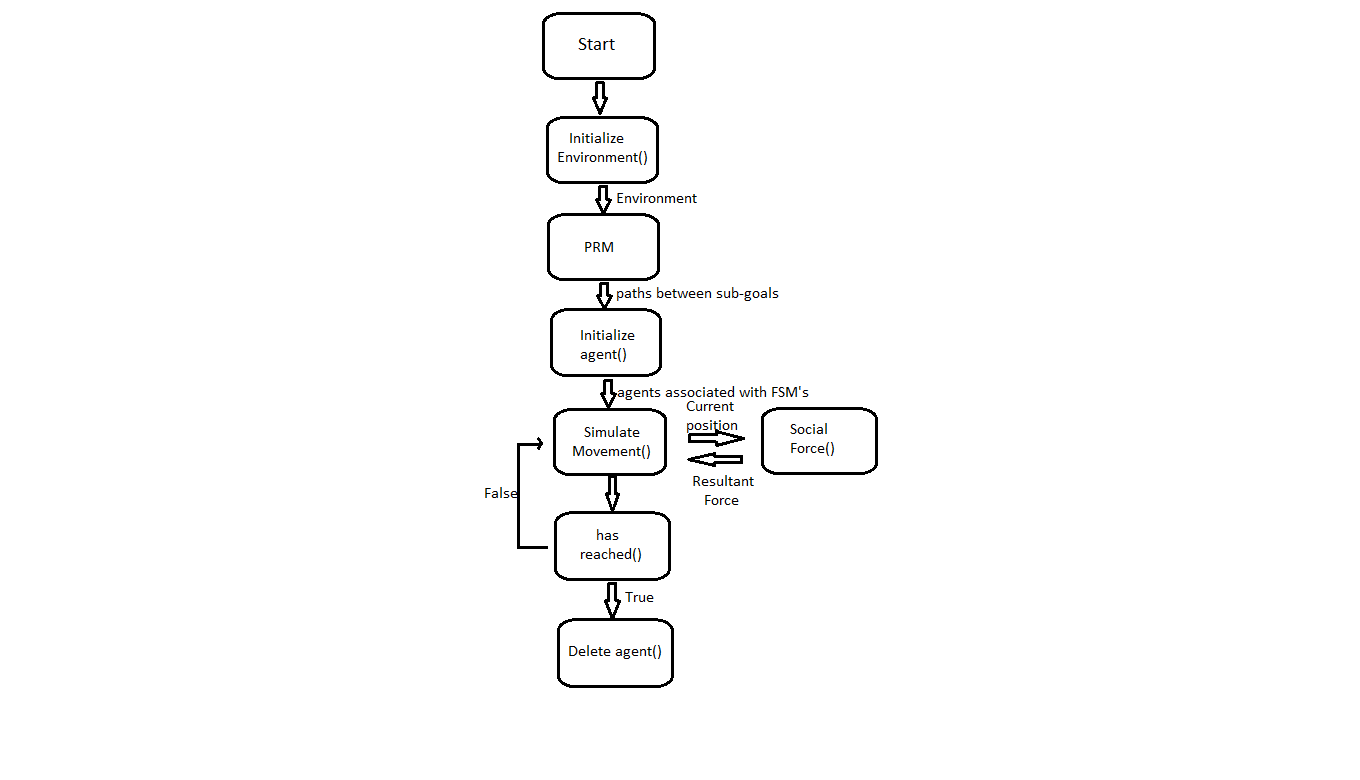 Start
Initialize
Environment()
Environment
PRM
paths between sub-goals
Initialize
agent()
agents associated with FSM's
Current
position
Simulate
Movement()
Social
Force()
Resultant
Force
False
has
reached()
True
Delete agent()